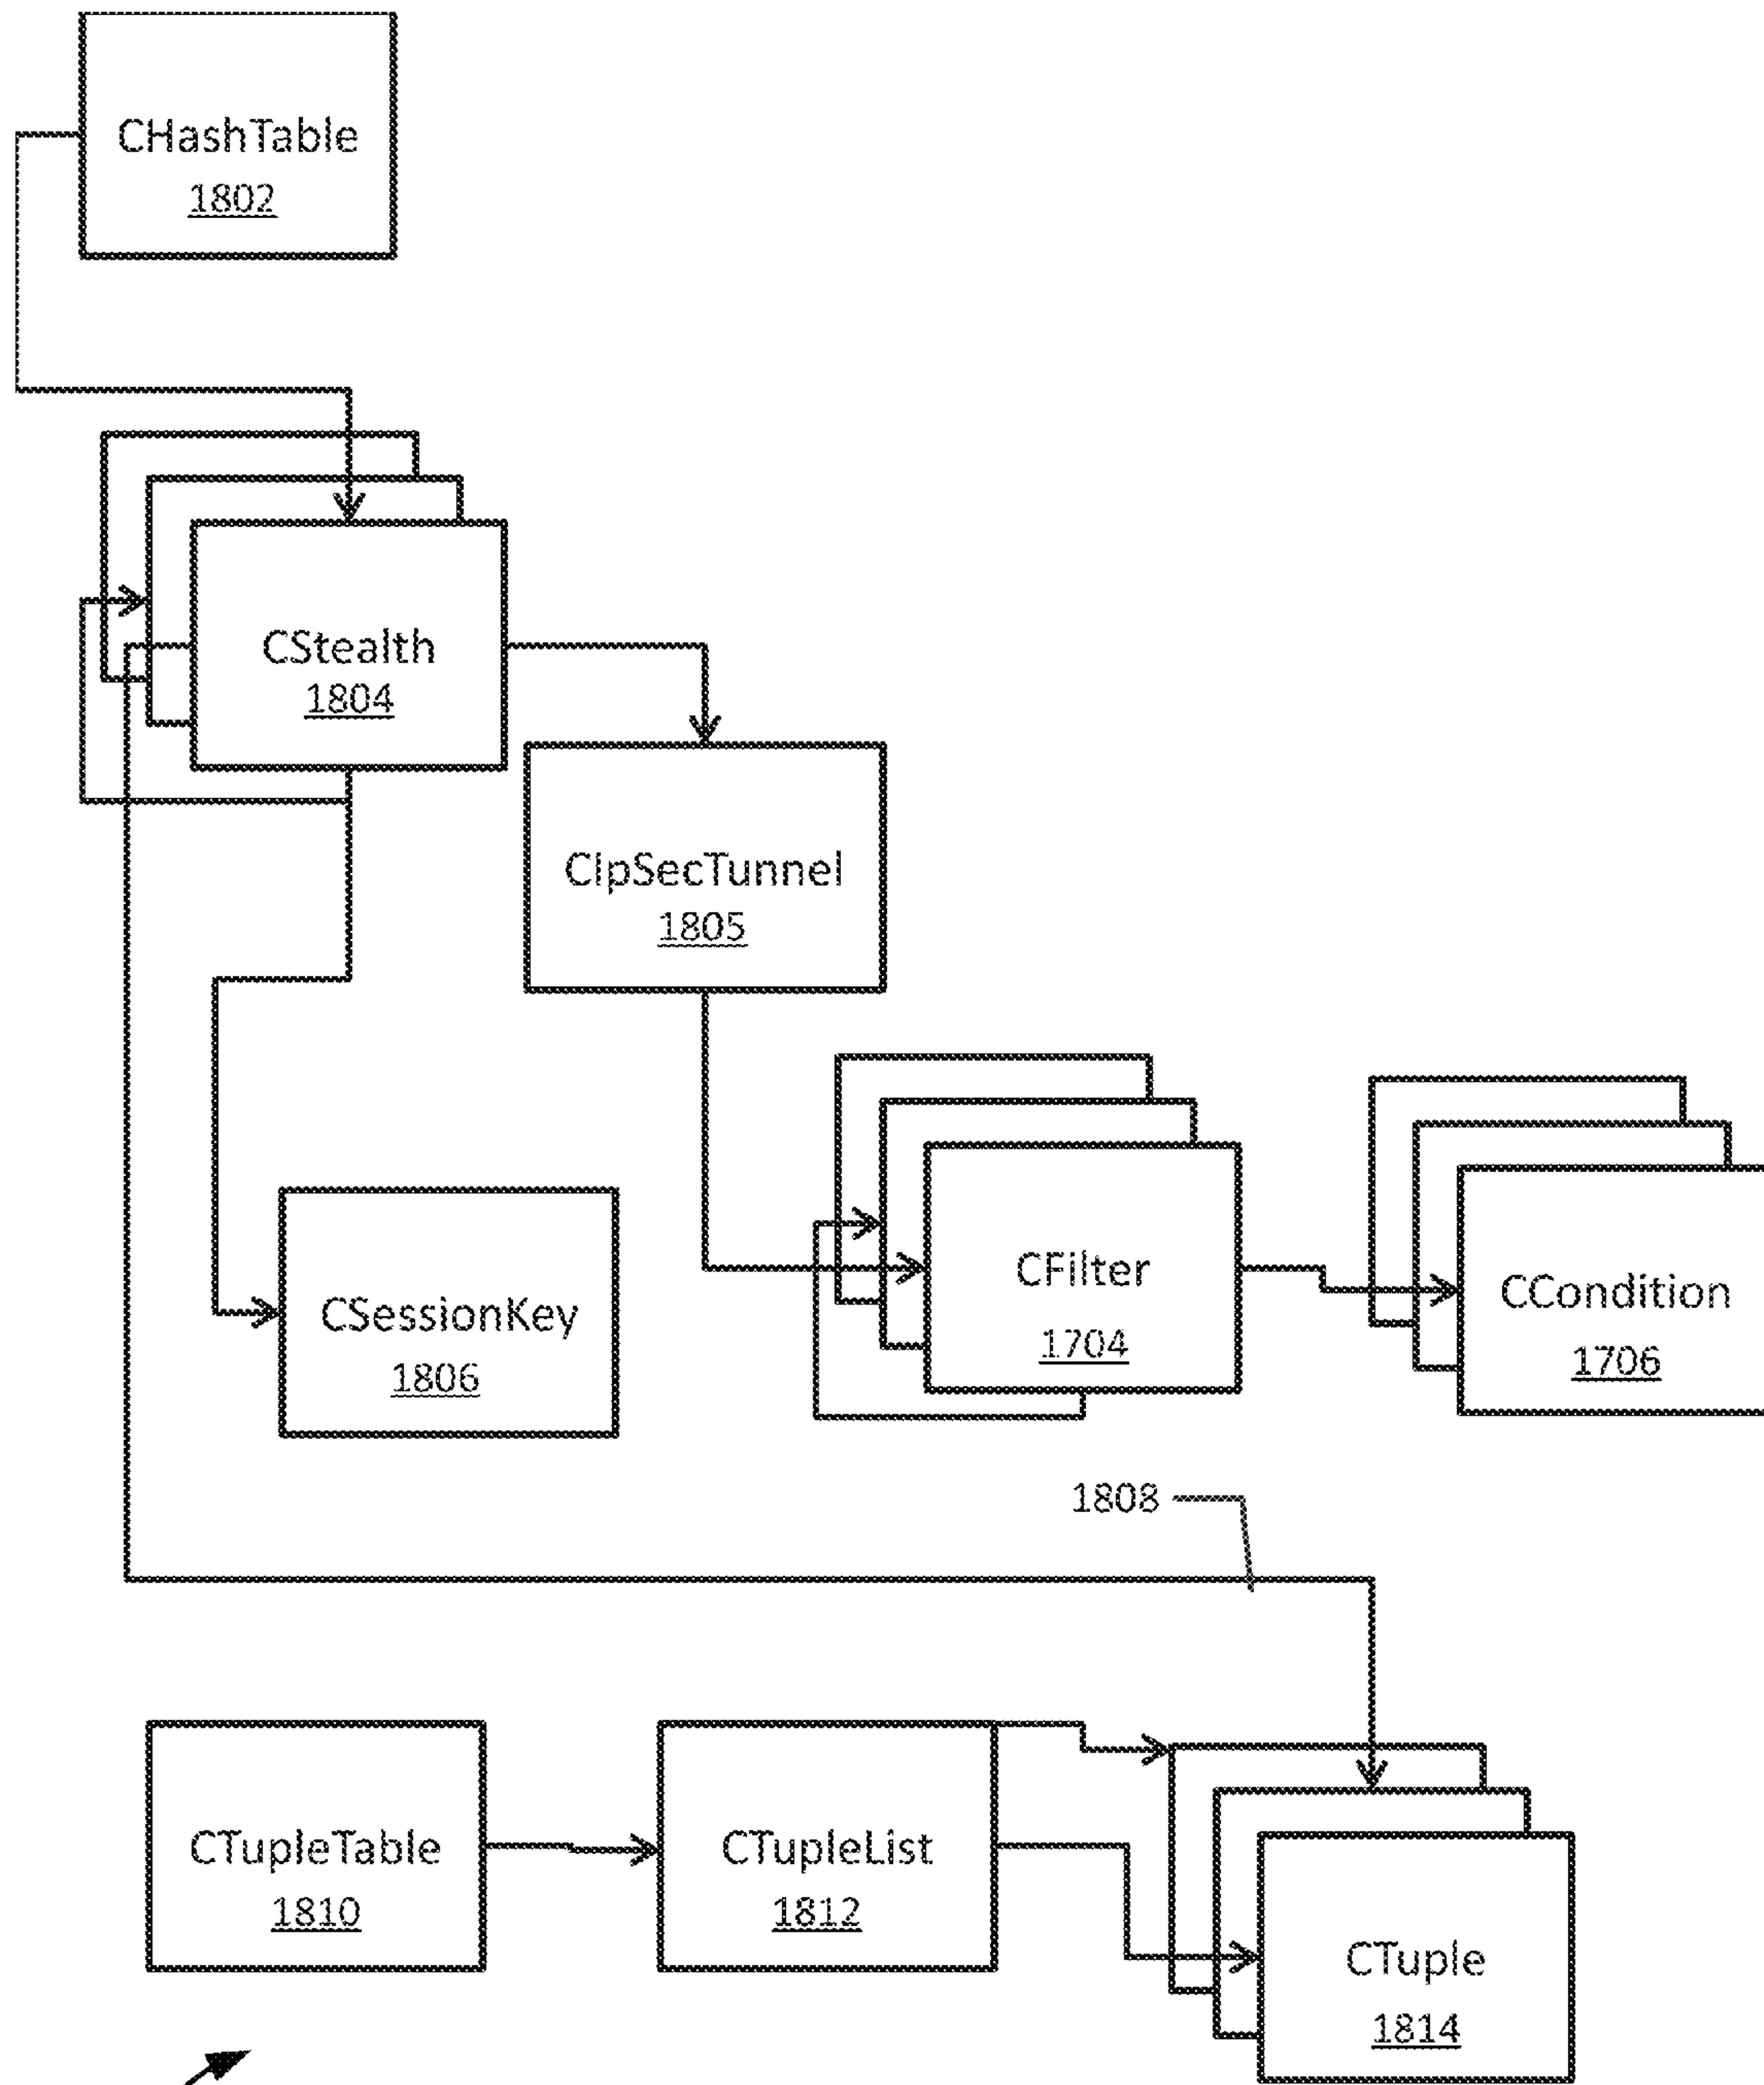 CHashTable
1802
CStealth
1804
CIpSecTunnel
1805
CFilter
1704
CCondition
1706
CSessionKey
1806
1808
CTupleTable
1810
CTupleList
1812
CTuple
1814